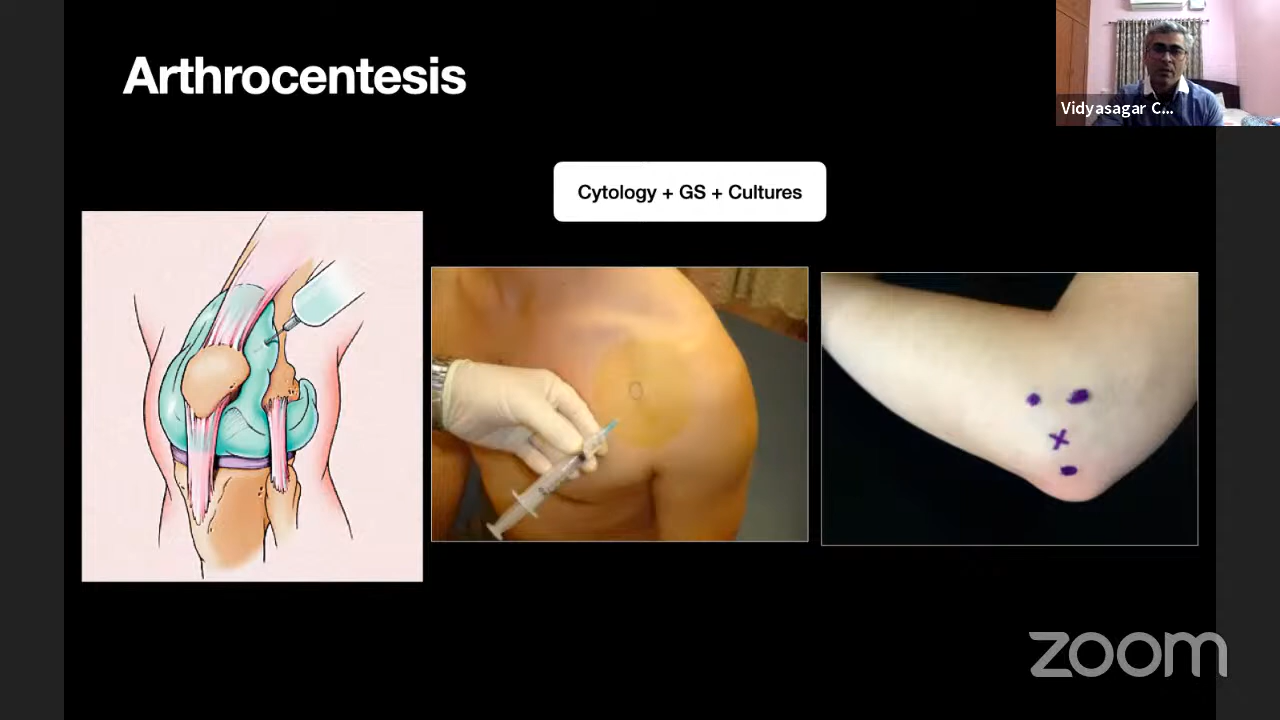 Arthrocentesis
Vidyasagar C...
Cytology + GS + Cultures
zoom